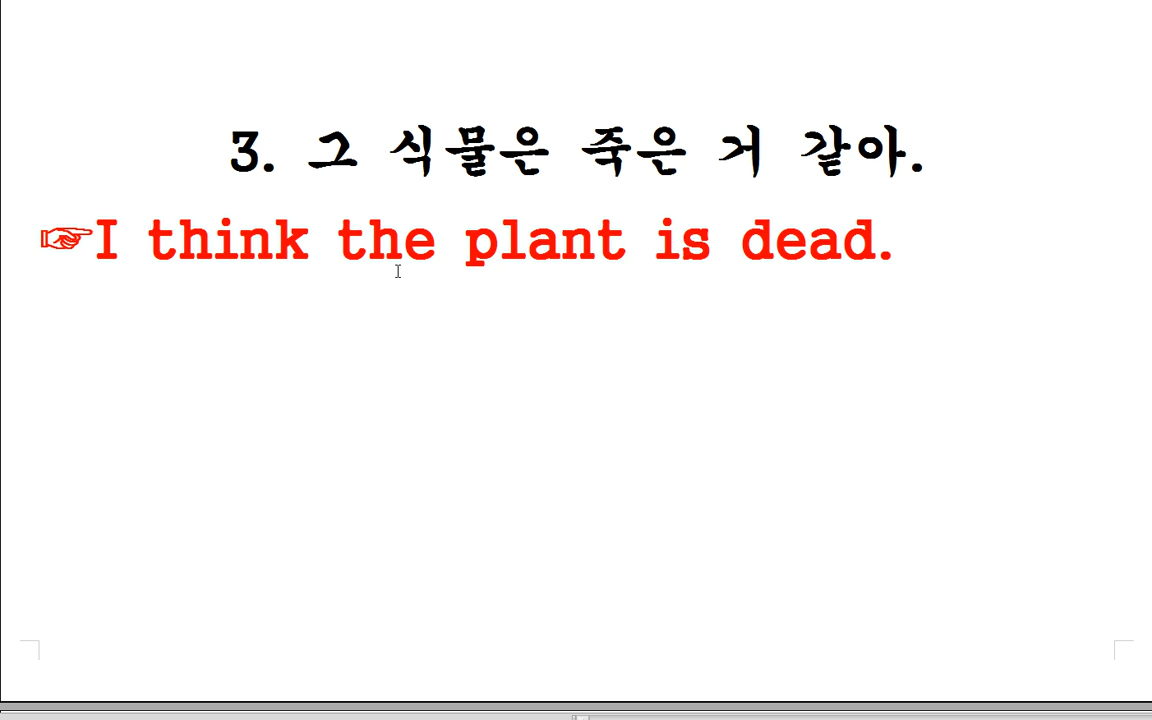 3. 그 식물은 죽은 거 같아.
☞I think the plant is dead.